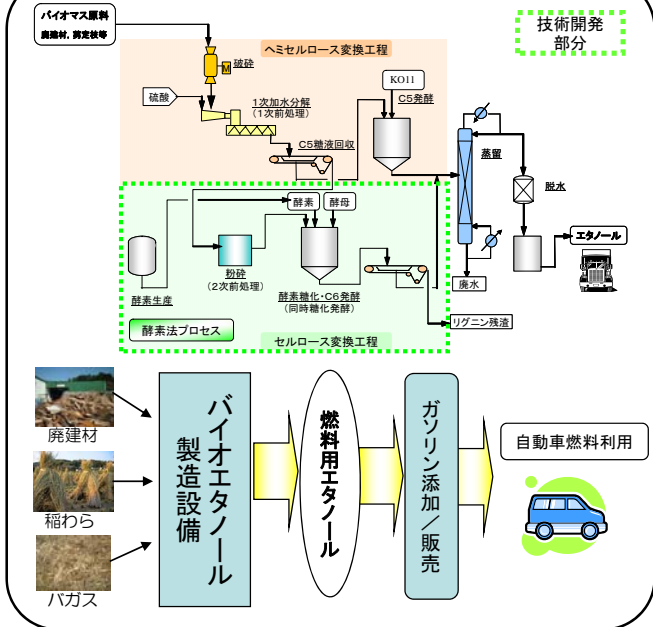 バイオマス原料
廃建材、剪定枝等
技術開発
部分
ヘミセルロース変換工程
M
破砕
硫酸
1次加水分解
(1次前処理)
C5糖液回収
KO11
C5発酵
蒸留
脱水
エタノール
廃水
酵素
酵母
酵素生産
粉砕
(2次前処理)
酵素糖化・C6発酵
(同時糖化発酵)
リグニン残渣
酵素法プロセス
セルロース変換工程
廃建材
稲わら
バガス
バイオエタノール
製造設備
燃料用エタノール
ガソリン添加/販売
自動車燃料利用